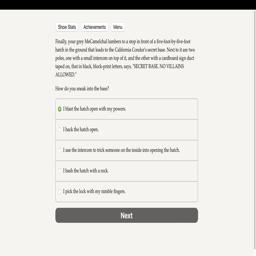 Show Stats Achievements Menu
Finally, your grey McCamelchal lumbers to a stop in front of a five-foot-by-five-foot
hatch in the ground that leads to the California Condor's secret base. Next to it are two
poles, one with a small intercom on top of it, and the other with a cardboard sign duct
taped on, that in black, block-print letters, says, "SECRET BASE. NO VILLAINS
ALLOWED."
How do you sneak into the base?
I blast the hatch open with my powers.
I hack the hatch open.
I use the intercom to trick someone on the inside into opening the hatch.
I bash the hatch with a rock.
I pick the lock with my nimble fingers.
Next